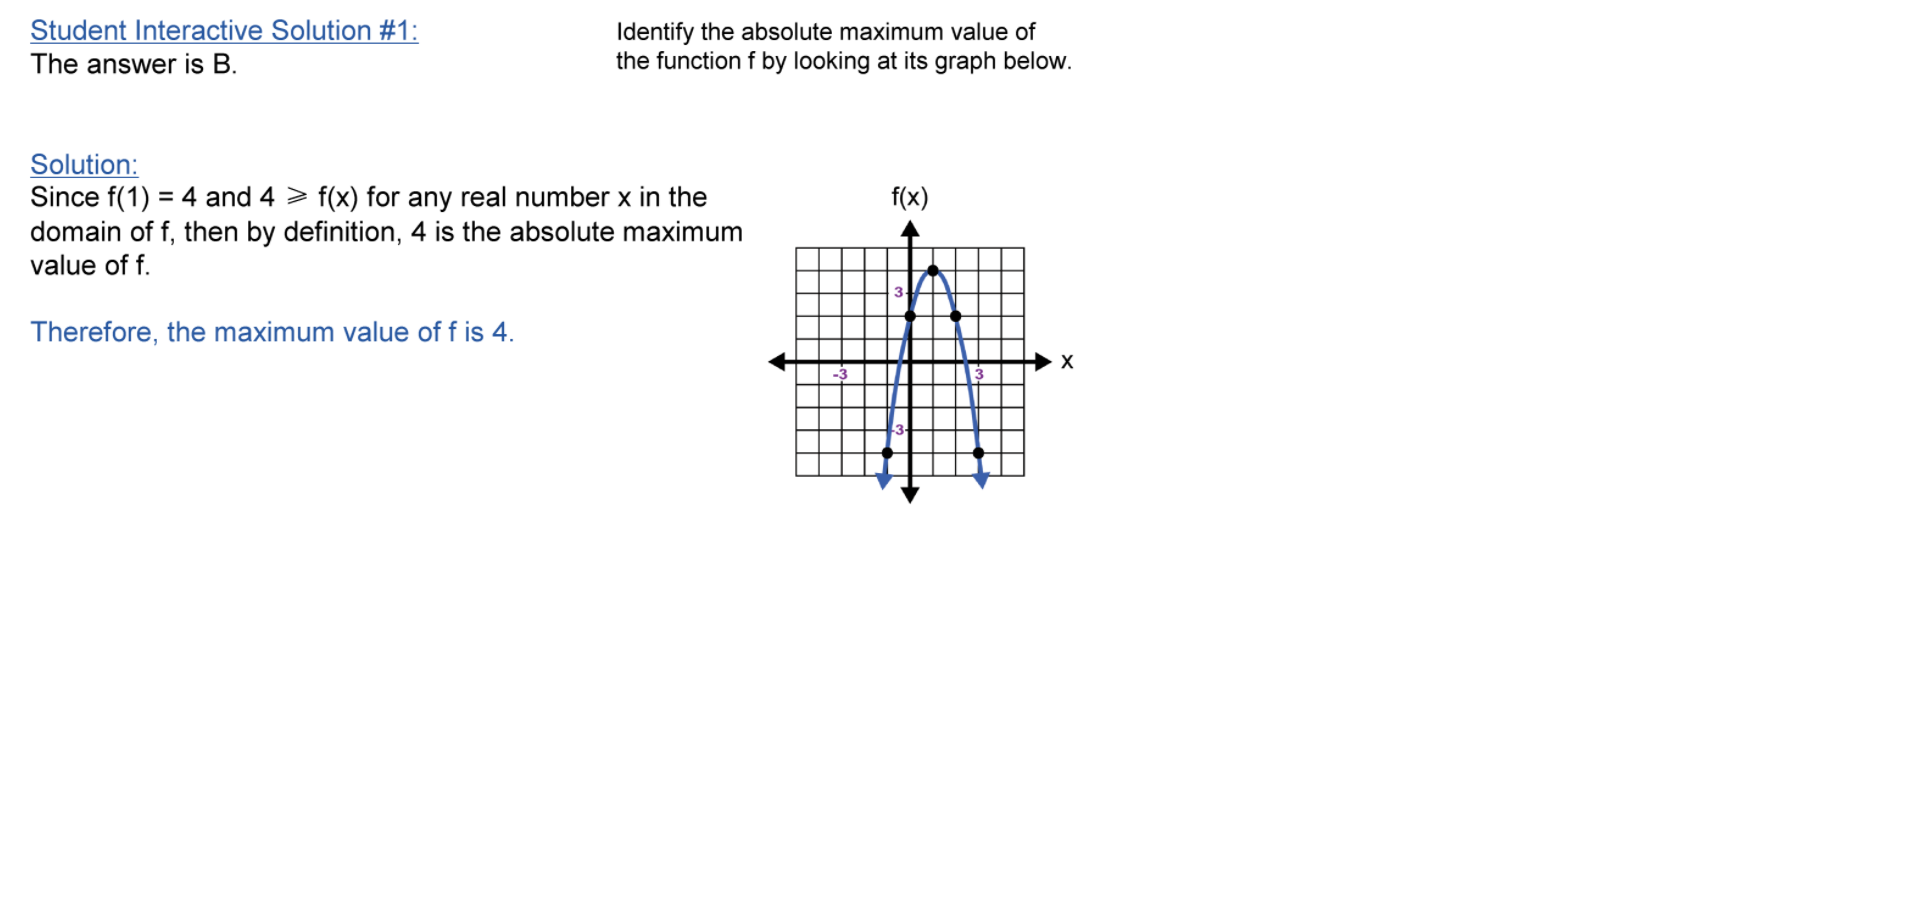 Student Interactive Solution #1:
The answer is B.
Identify the absolute maximum value of
the function f by looking at its graph below.
Solution:
Since f(1) = 4 and 4 ⩾ f(x) for any real number x in the
domain of f, then by definition, 4 is the absolute maximum
value of f.
Therefore, the maximum value of f is 4.
f(x)
3
x
-3
3
-3